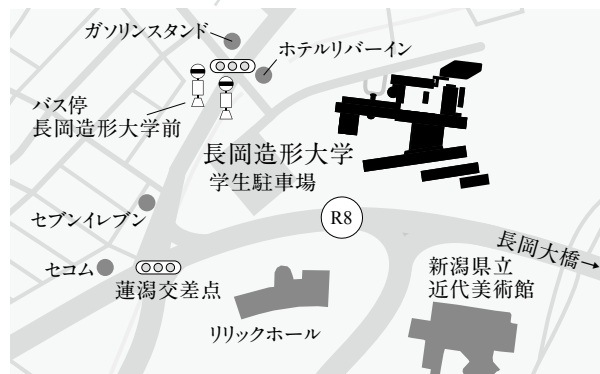 ガソリンスタンド
ホテルリバーイン
バス停
長岡造形大学前
長岡造形大学
学生駐車場
セブンイレブン
R8
長岡大橋→
セコム
蓮潟交差点
新潟県立
近代美術館
リリックホール